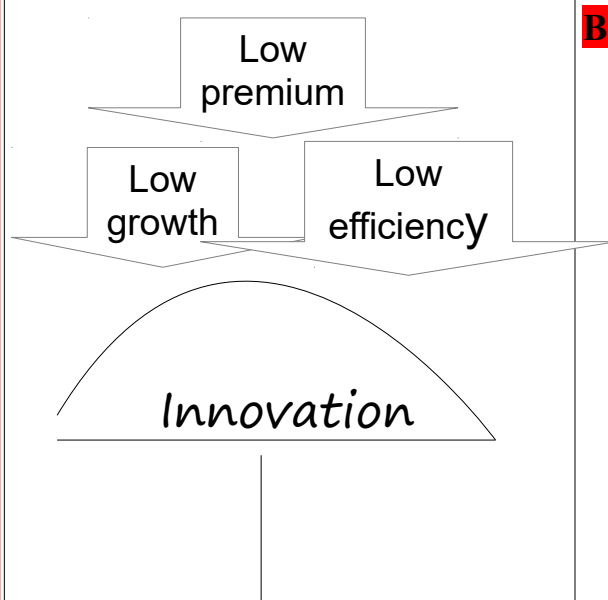 B
Low
premium
Low
growth
Low
efficiency
Innovation